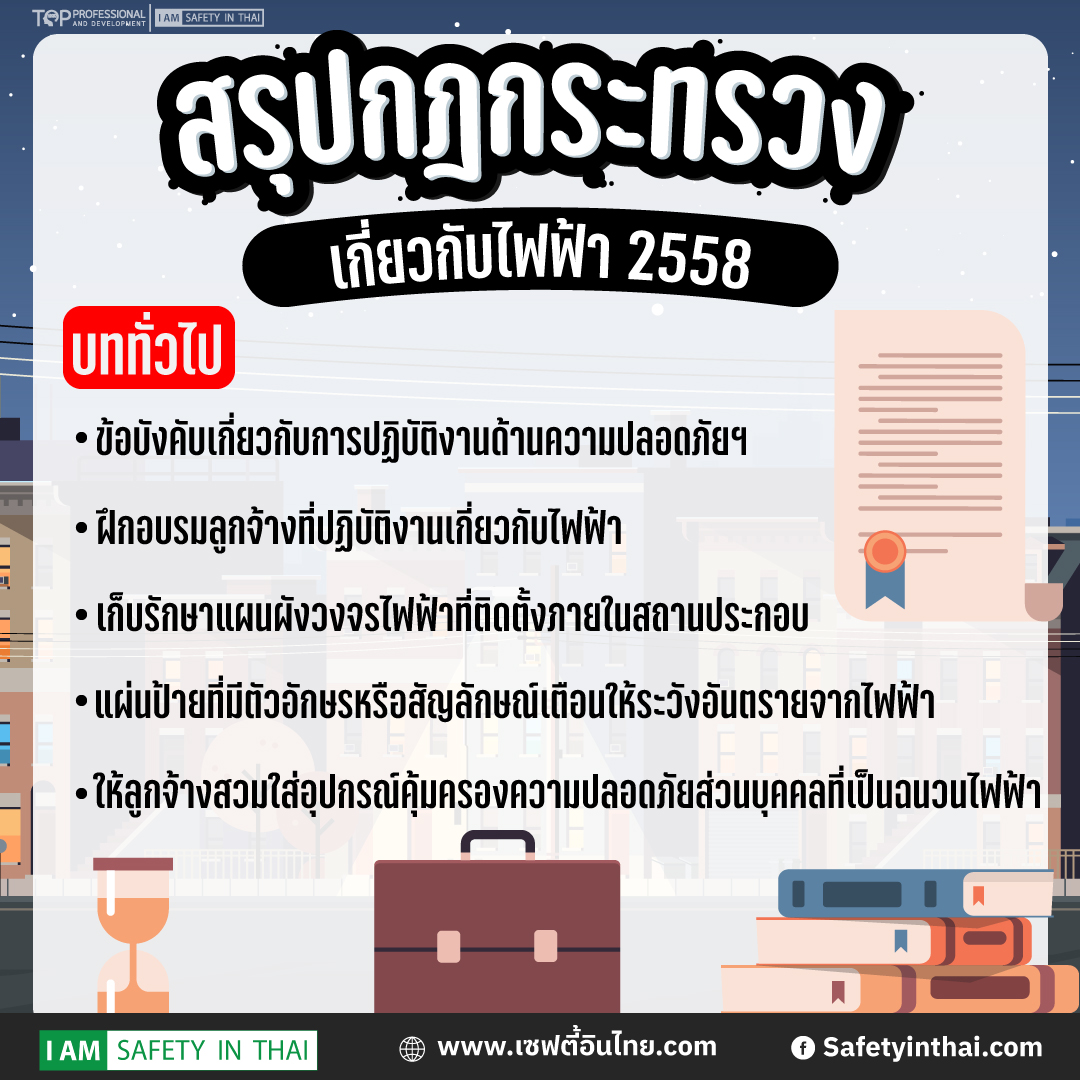 TOP PROFESSIONAL AND DEVELOPMENT | I AM SAFETY IN THAI
สรุปกฎกระทรวง
เกี่ยวกับไฟฟ้า 2558
บททั่วไป
• ข้อบังคับเกี่ยวกับการปฏิบัติงานด้านความปลอดภัยฯ
• ฝึกอบรมลูกจ้างที่ปฏิบัติงานเกี่ยวกับไฟฟ้า
• เก็บรักษาแผนผังวงจรไฟฟ้าที่ติดตั้งภายในสถานประกอบ
• แผ่นป้ายที่มีตัวอักษรหรือสัญลักษณ์เตือนให้ระวังอันตรายจากไฟฟ้า
• ให้ลูกจ้างสวมใส่อุปกรณ์คุ้มครองความปลอดภัยส่วนบุคคลที่เป็นฉนวนไฟฟ้า
I AM SAFETY IN THAI www.เซฟตี้อินไทย.com Safetyinthai.com